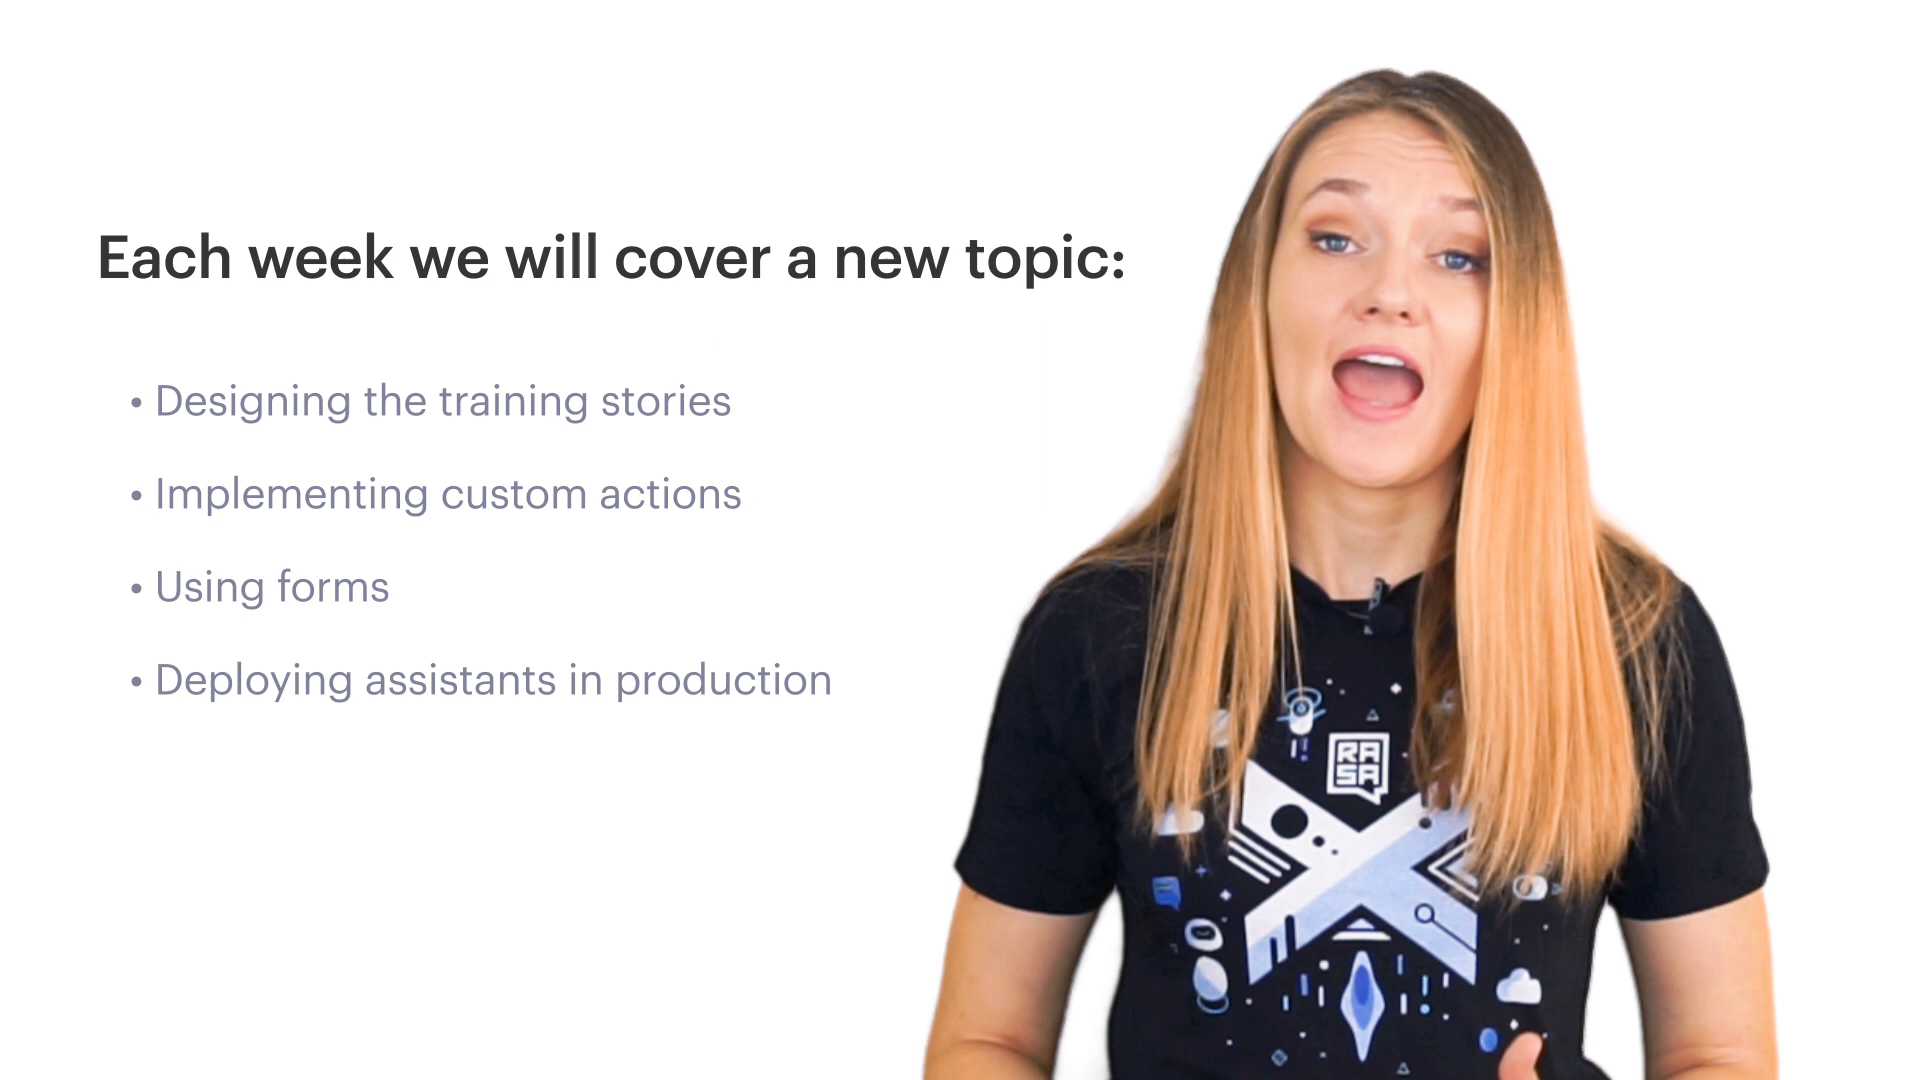 Each week we will cover a new topic:
• Designing the training stories
• Implementing custom actions
• Using forms
• Deploying assistants in production
RA
SA